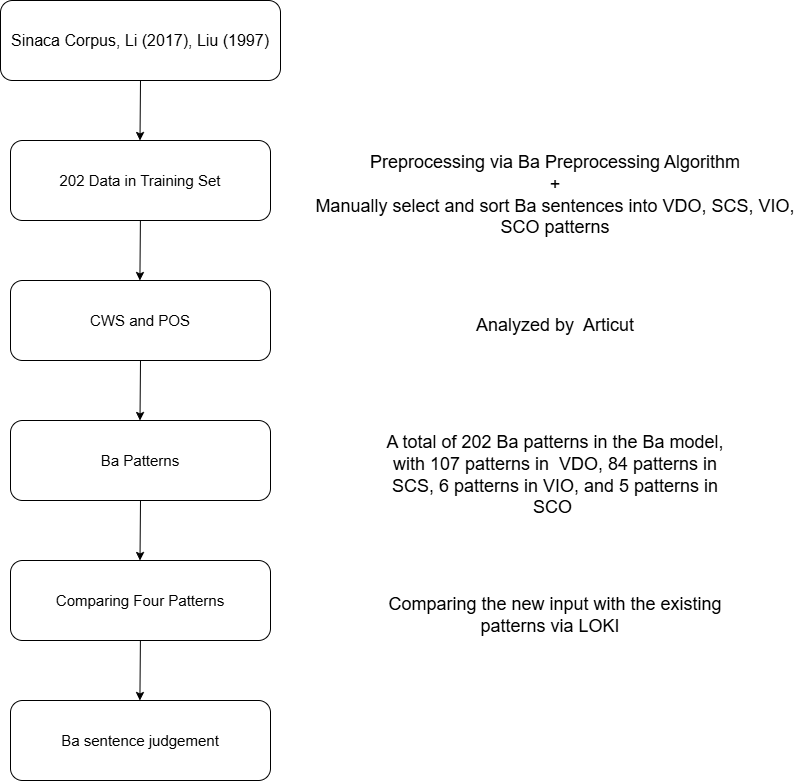 Sinaca Corpus, Li (2017), Liu (1997)
202 Data in Training Set
Preprocessing via Ba Preprocessing Algorithm
+
Manually select and sort Ba sentences into VDO, SCS, VIO,
SCO patterns
CWS and POS
Analyzed by Articut
Ba Patterns
A total of 202 Ba patterns in the Ba model,
with 107 patterns in VDO, 84 patterns in
SCS, 6 patterns in VIO, and 5 patterns in
SCO
Comparing Four Patterns
Comparing the new input with the existing
patterns via LOKI
Ba sentence judgement